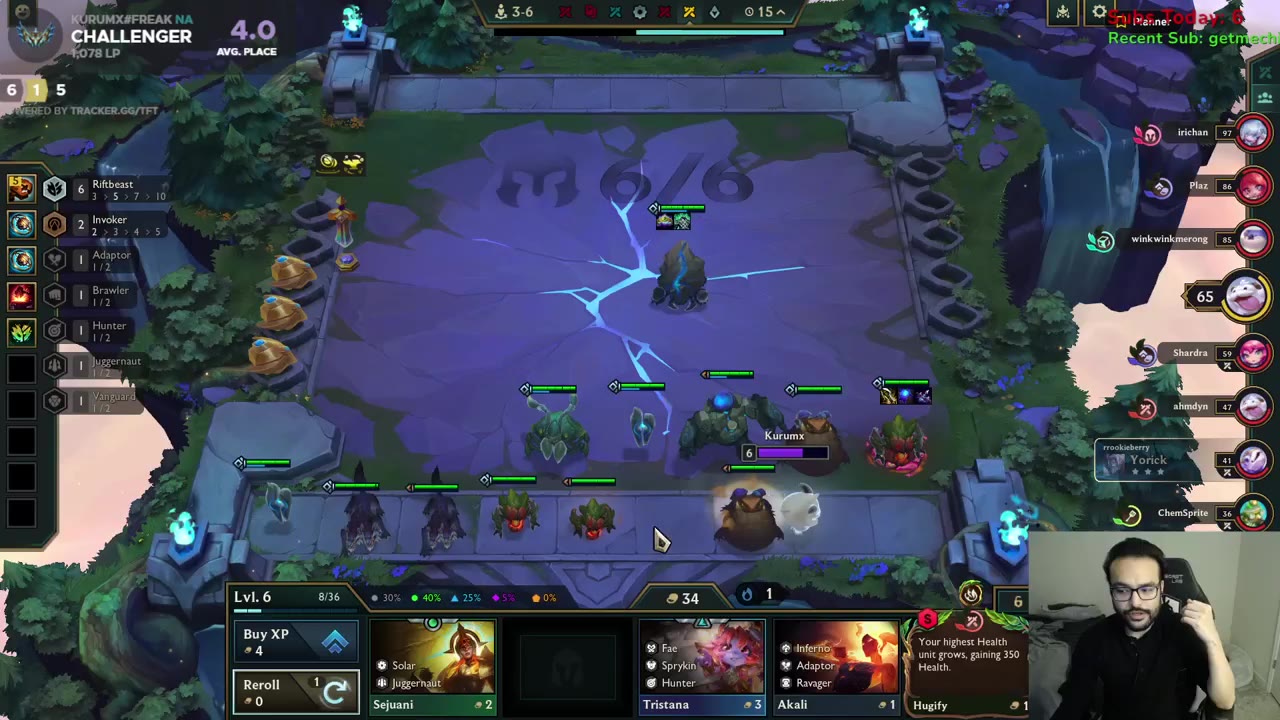 KURUMX#FREAK NA
CHALLENGER
1,078 LP
4.0
AVG. PLACE
6 1 5
WERED BY TRACKER.GG/TFT
3-6
15
Subs Today: 6
Planner
Recent Sub: getmechi
6/6
6 Riftbeast
3 > 5 > 7 > 10
2 Invoker
2 > 3 > 4 > 5
1 Adaptor
1 / 2
1 Brawler
1 / 2
1 Hunter
1 / 2
1 Juggernaut
1 / 2
1 Vanguard
1 / 2
irichan 97
Plaz 86
winkwinkmerong 85
65
Shardra 59
ahmdyn 47
rrookieberry
Yorick
41
ChemSprite 36
Kurumx
6
Lvl. 6 8/36
30% 40% 25% 5% 0%
34
1
6
Buy XP
4
Reroll 1
0
Solar
Juggernaut
Sejuani 2
Fae
Sprykin
Hunter
Tristana 3
Inferno
Adaptor
Ravager
Akali 1
Your highest Health
unit grows, gaining 350
Health.
Hugify 1